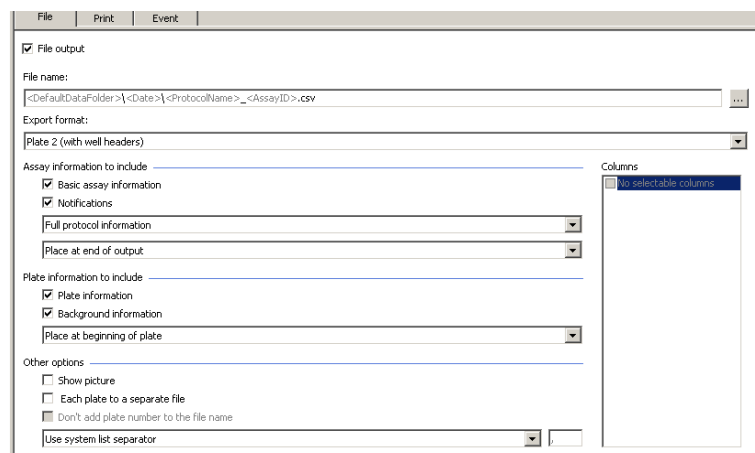 File Print Event
File output
File name:
<DefaultDataFolder>\<Date>\<ProtocolName>_<AssayID>.csv
...
Export format:
Plate 2 (with well headers)
Assay information to include
Columns
Basic assay information
No selectable columns
Notifications
Full protocol information
Place at end of output
Plate information to include
Plate information
Background information
Place at beginning of plate
Other options
Show picture
Each plate to a separate file
Don't add plate number to the file name
Use system list separator
,